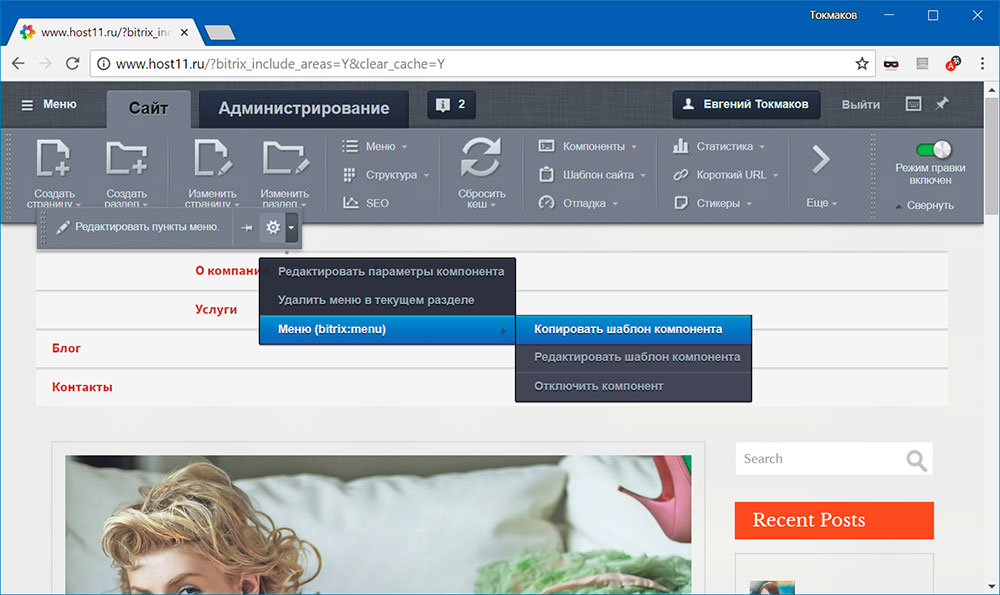 Токмаков
www.host11.ru/?bitrix_inc
www.host11.ru/?bitrix_include_areas=Y&clear_cache=Y
Меню
Сайт
Администрирование
2
Евгений Токмаков
Выйти
Создать
страницу
Создать
раздел
Изменить
страницу
Изменить
раздел
Меню
Структура
SEO
Сбросить
кеш
Компоненты
Шаблон сайта
Отладка
Статистика
Короткий URL
Стикеры
Еще
Режим правки
включен
Свернуть
Редактировать пункты меню.
О компани
Услуги
Блог
Контакты
Редактировать параметры компонента
Удалить меню в текущем разделе
Меню (bitrix:menu)
Копировать шаблон компонента
Редактировать шаблон компонента
Отключить компонент
Search
Recent Posts